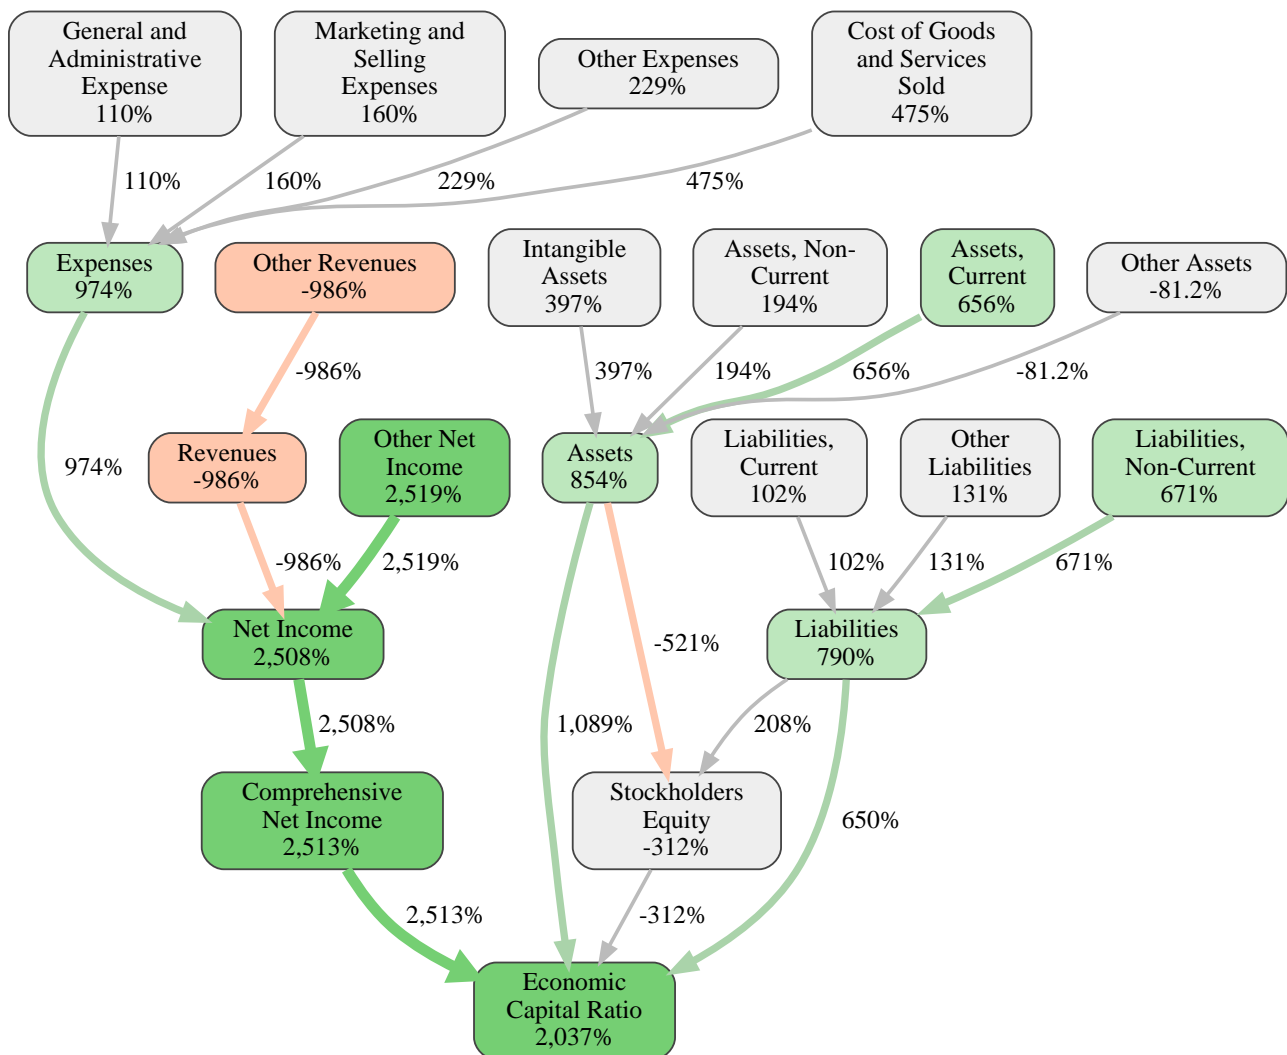 General and
Administrative
Expense
110%
Marketing and
Selling
Expenses
160%
Other Expenses
229%
Cost of Goods
and Services
Sold
475%
110%
160%
229%
475%
Expenses
974%
Other Revenues
-986%
Intangible
Assets
397%
Assets, Non-
Current
194%
Assets,
Current
656%
Other Assets
-81.2%
-986%
397%
194%
656%
-81.2%
974%
Revenues
-986%
Other Net
Income
2,519%
Assets
854%
Liabilities,
Current
102%
Other
Liabilities
131%
Liabilities,
Non-Current
671%
-986%
2,519%
102%
131%
671%
Net Income
2,508%
-521%
Liabilities
790%
2,508%
1,089%
208%
Comprehensive
Net Income
2,513%
Stockholders
Equity
-312%
650%
2,513%
-312%
Economic
Capital Ratio
2,037%